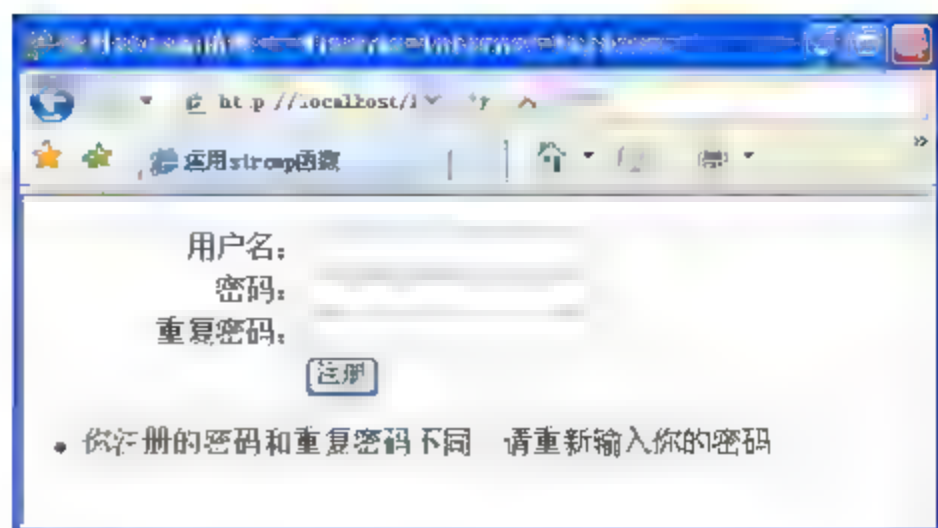 http://localhost/
运用strcmp函数
用户名：
密码：
重复密码：
注册
你注册的密码和重复密码不同 请重新输入你的密码